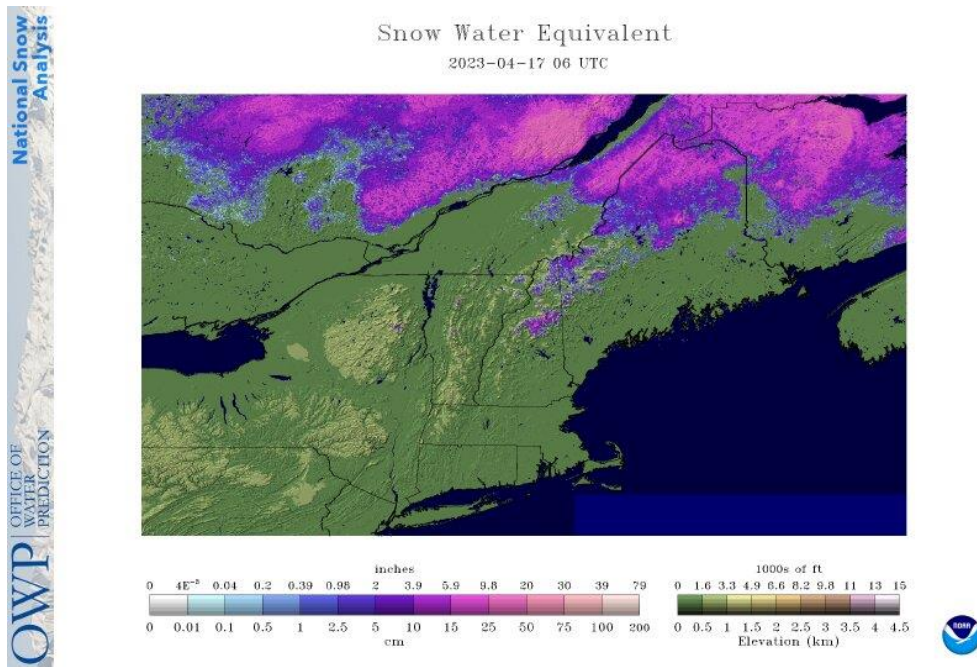 National Snow
Analysis
OWP
OFFICE OF
WATER
PREDICTION
Snow Water Equivalent
2023-04-17 06 UTC
inches
0 4E⁻³ 0.04 0.2 0.39 0.98 2 3.9 5.9 9.8 20 30 39 79
0 0.01 0.1 0.5 1 2.5 5 10 15 25 50 75 100 200
cm
1000s of ft
0 1.6 3.3 4.9 6.6 8.2 9.8 11 13 15
0 0.5 1 1.5 2 2.5 3 3.5 4 4.5
Elevation (km)
NOAA